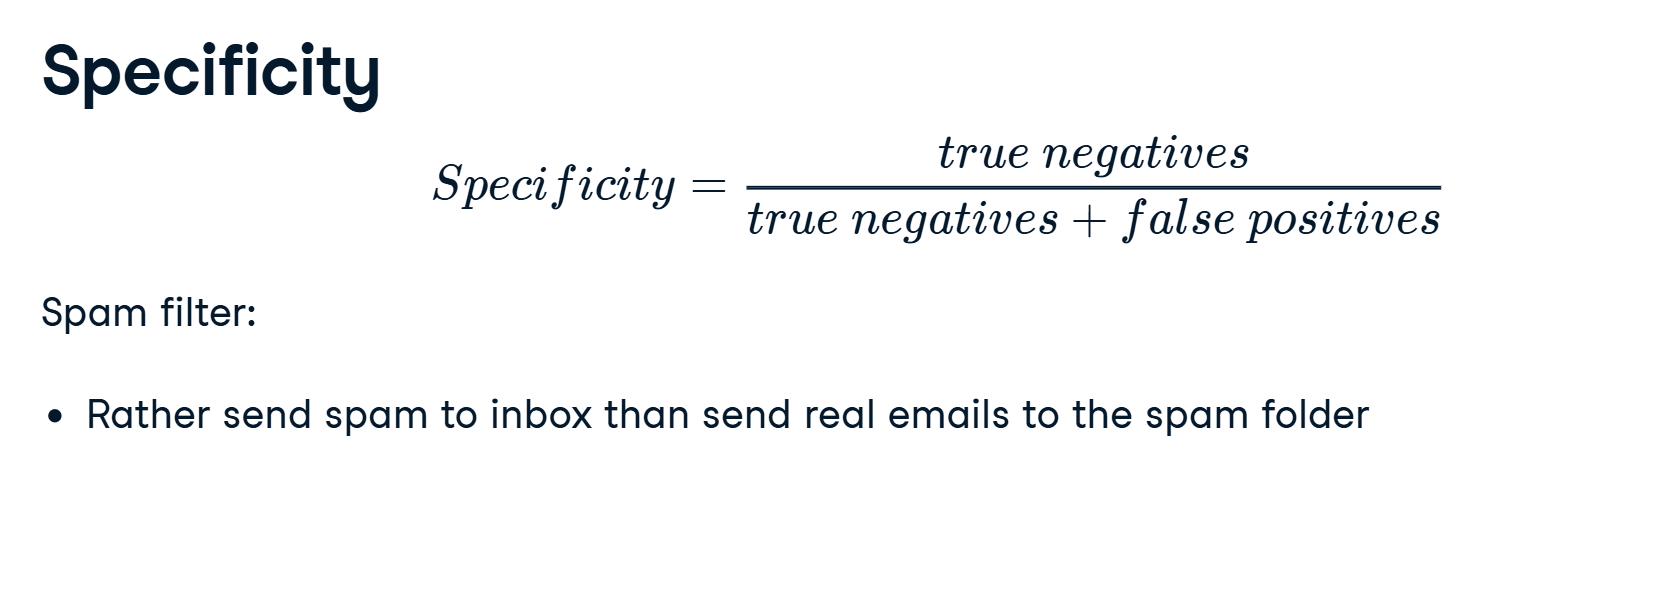 Specificity
Specificity = true negatives / true negatives + false positives
Spam filter:
• Rather send spam to inbox than send real emails to the spam folder